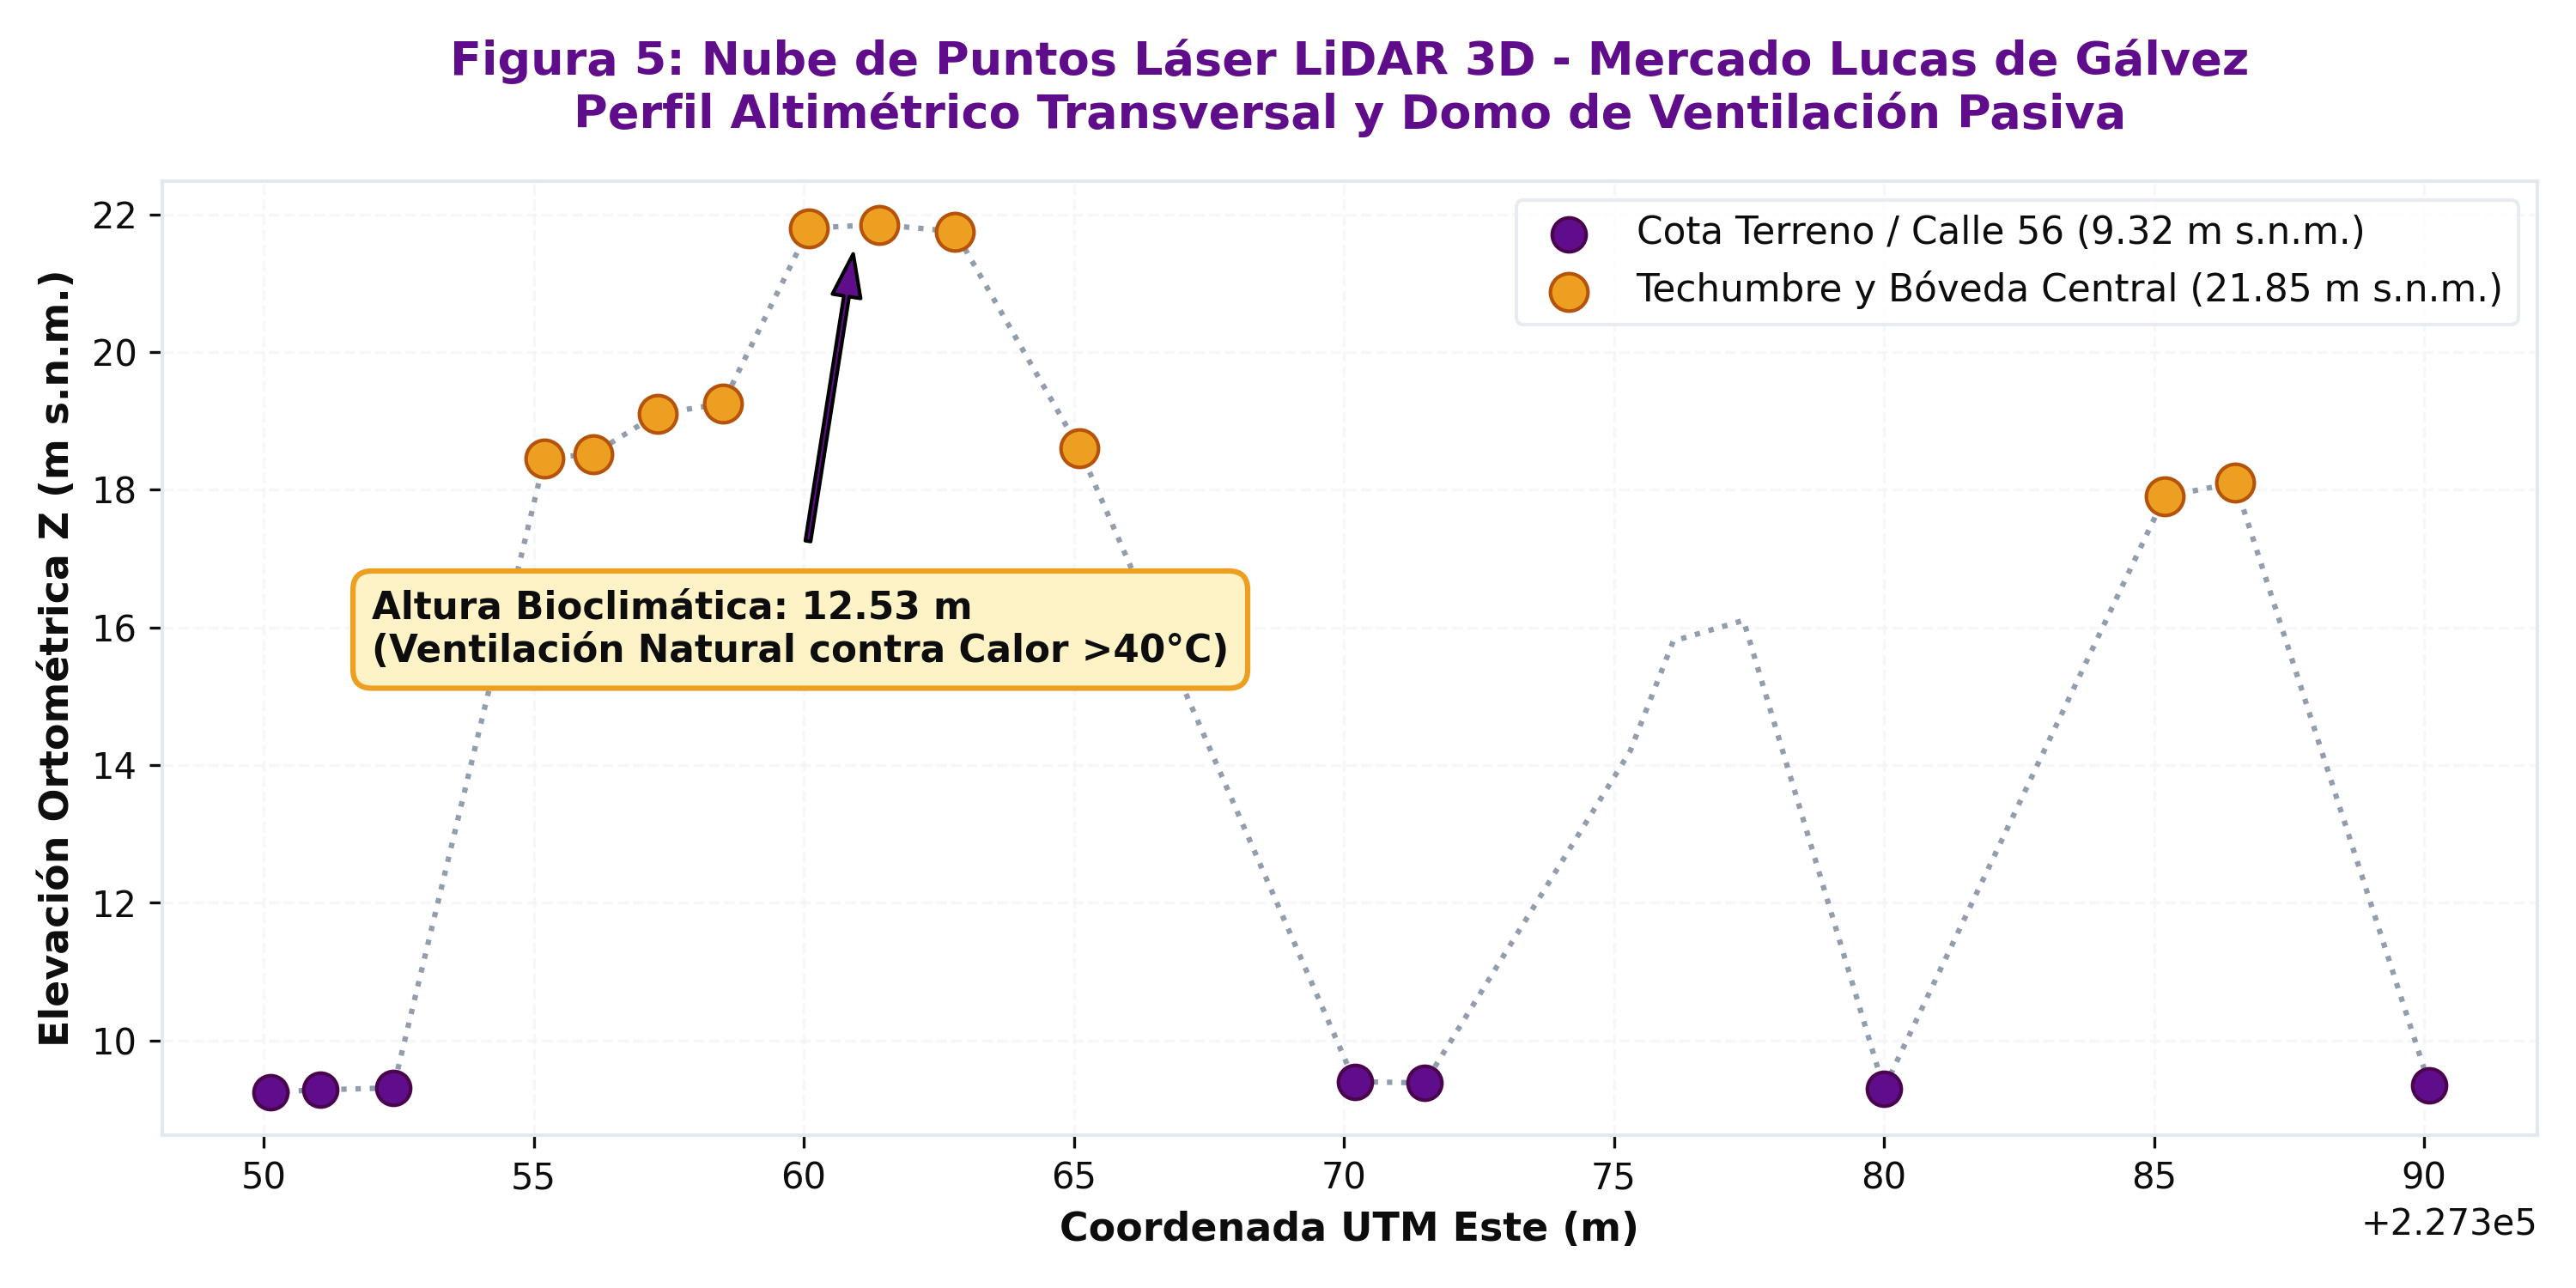 Figura 5: Nube de Puntos Láser LiDAR 3D - Mercado Lucas de Gálvez
Perfil Altimétrico Transversal y Domo de Ventilación Pasiva
Elevación Ortométrica Z (m s.n.m.)
22
20
18
16
14
12
10
Cota Terreno / Calle 56 (9.32 m s.n.m.)
Techumbre y Bóveda Central (21.85 m s.n.m.)
Altura Bioclimática: 12.53 m
(Ventilación Natural contra Calor >40°C)
50 55 60 65 70 75 80 85 90
+2.273e5
Coordenada UTM Este (m)